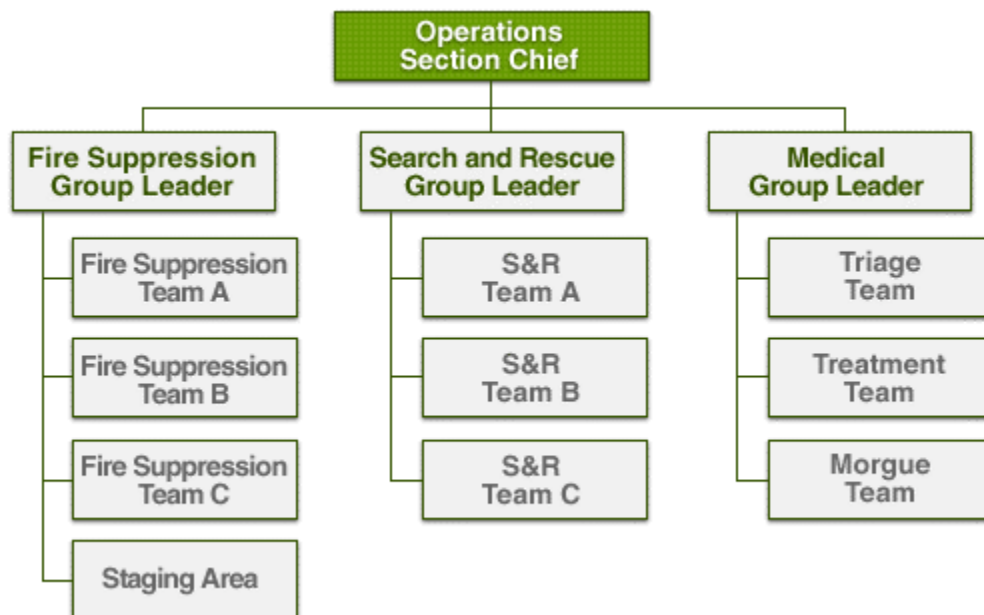 Operations
Section Chief
Fire Suppression
Group Leader
Search and Rescue
Group Leader
Medical
Group Leader
Fire Suppression
Team A
Fire Suppression
Team B
Fire Suppression
Team C
Staging Area
S&R
Team A
S&R
Team B
S&R
Team C
Triage
Team
Treatment
Team
Morgue
Team